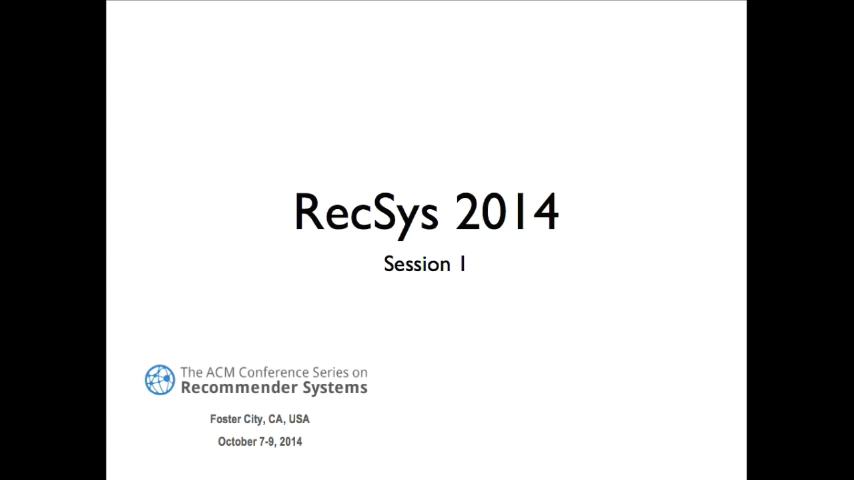 RecSys 2014
Session 1
The ACM Conference Series on
Recommender Systems
Foster City, CA, USA
October 7-9, 2014